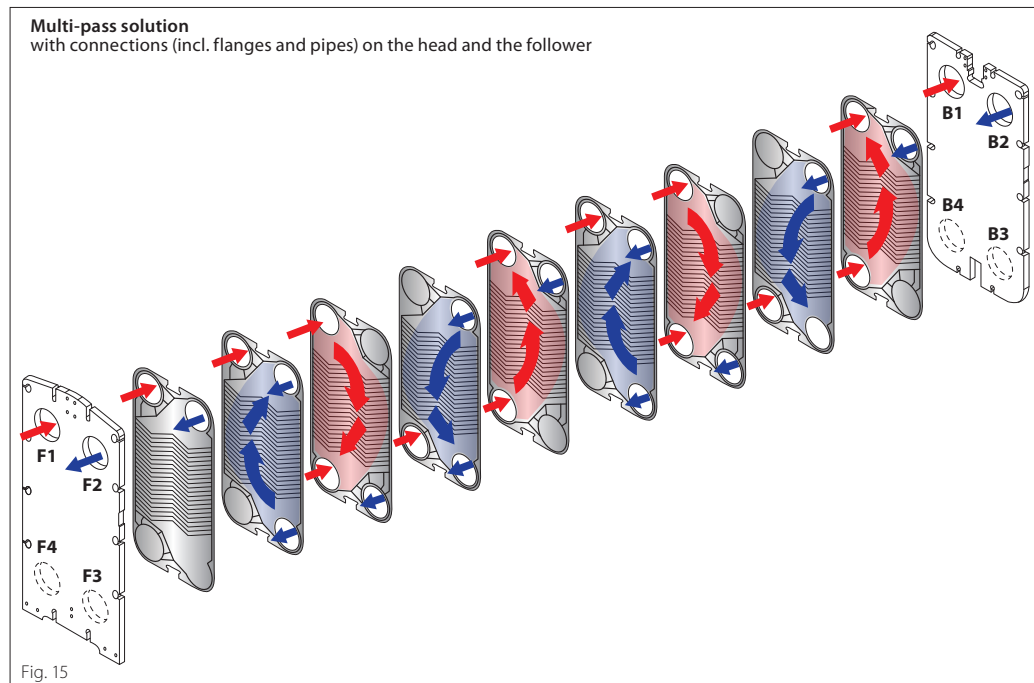 Multi-pass solution
with connections (incl. flanges and pipes) on the head and the follower
B1
B2
B4
B3
F1
F2
F4
F3
Fig. 15